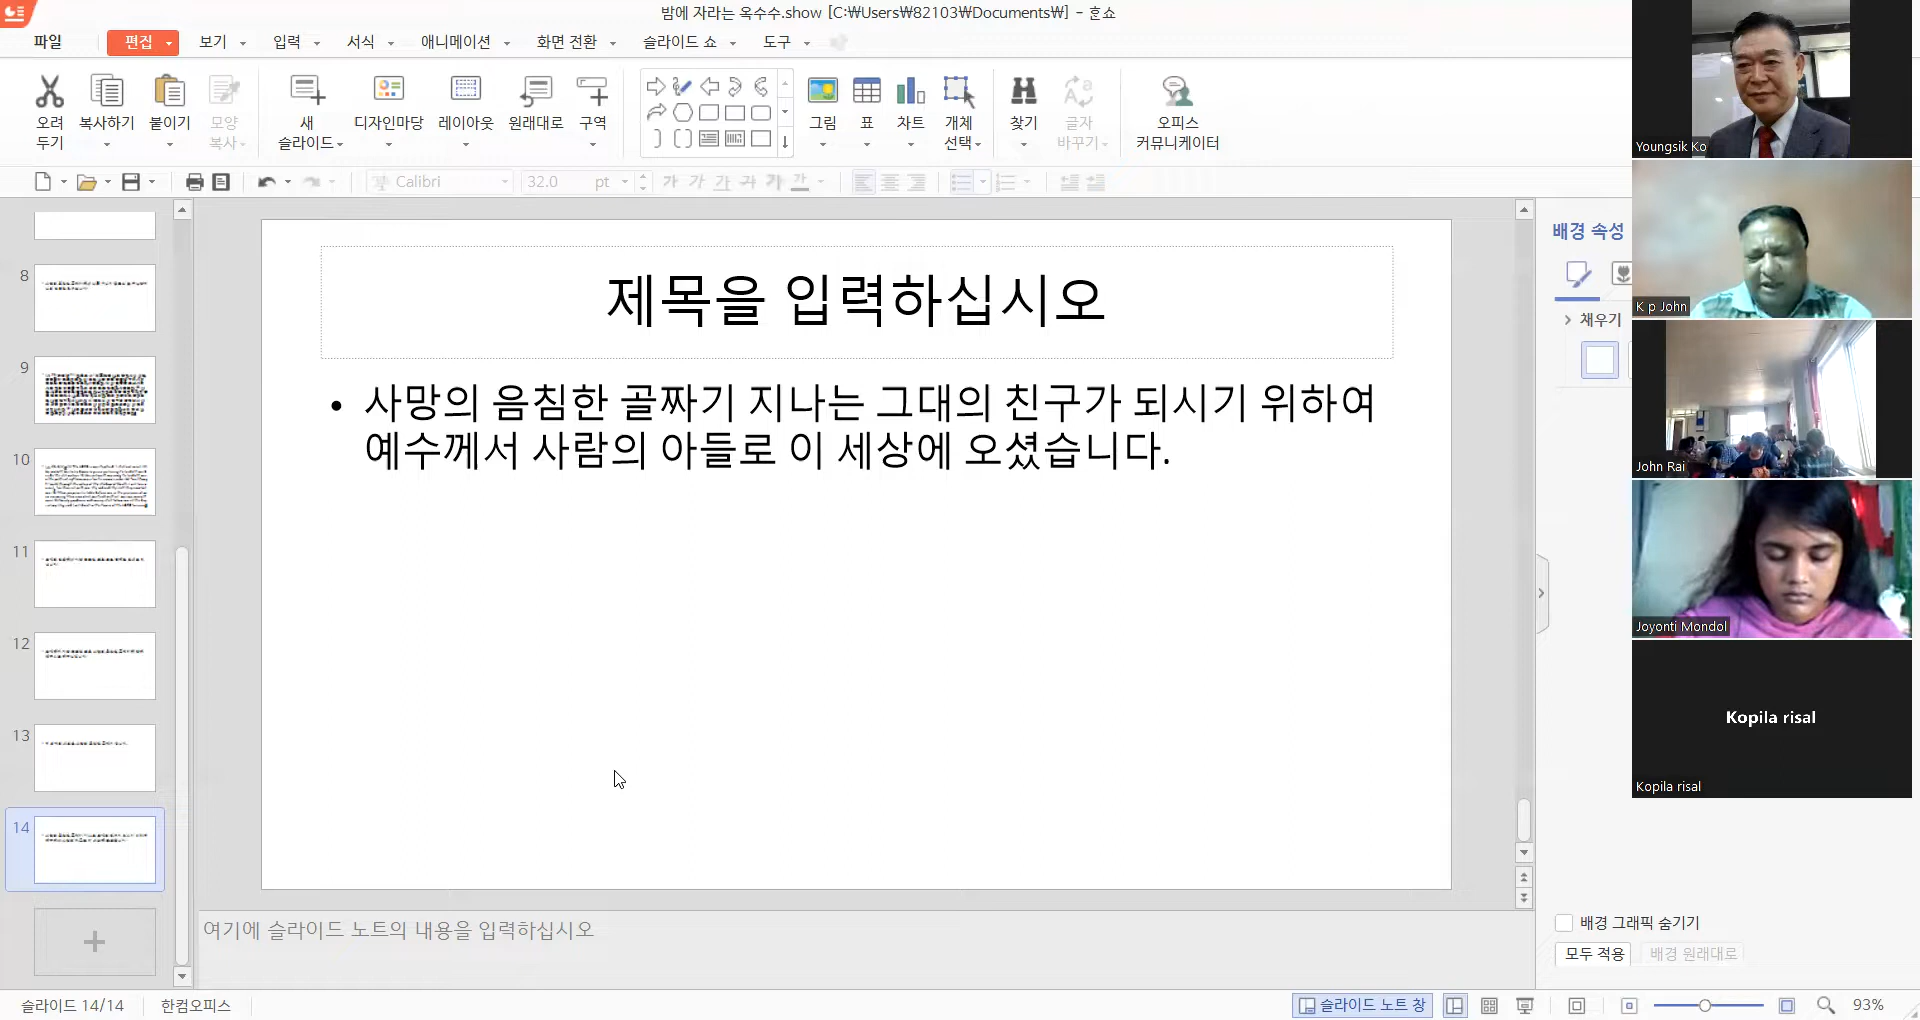 밤에 자라는 옥수수.show [C:₩Users₩82103₩Documents₩] - 한쇼
파일
편집
보기
입력
서식
애니메이션
화면 전환
슬라이드 쇼
도구
오려
두기
복사하기
붙이기
모양
복사
새
슬라이드
디자인마당
레이아웃
원래대로
구역
그림
표
차트
개체
선택
찾기
글자
바꾸기
오피스
커뮤니케이터
Calibri
32.0
pt
가 가 가 가 가 가
8
9
10
11
12
13
14
제목을 입력하십시오
• 사망의 음침한 골짜기 지나는 그대의 친구가 되시기 위하여
예수께서 사람의 아들로 이 세상에 오셨습니다.
여기에 슬라이드 노트의 내용을 입력하십시오
배경 속성
채우기
배경 그래픽 숨기기
모두 적용
배경 원래대로
Youngsik Ko
K p John
John Rai
Joyonti Mondol
Kopila risal
Kopila risal
슬라이드 14/14
한컴오피스
슬라이드 노트 창
93%